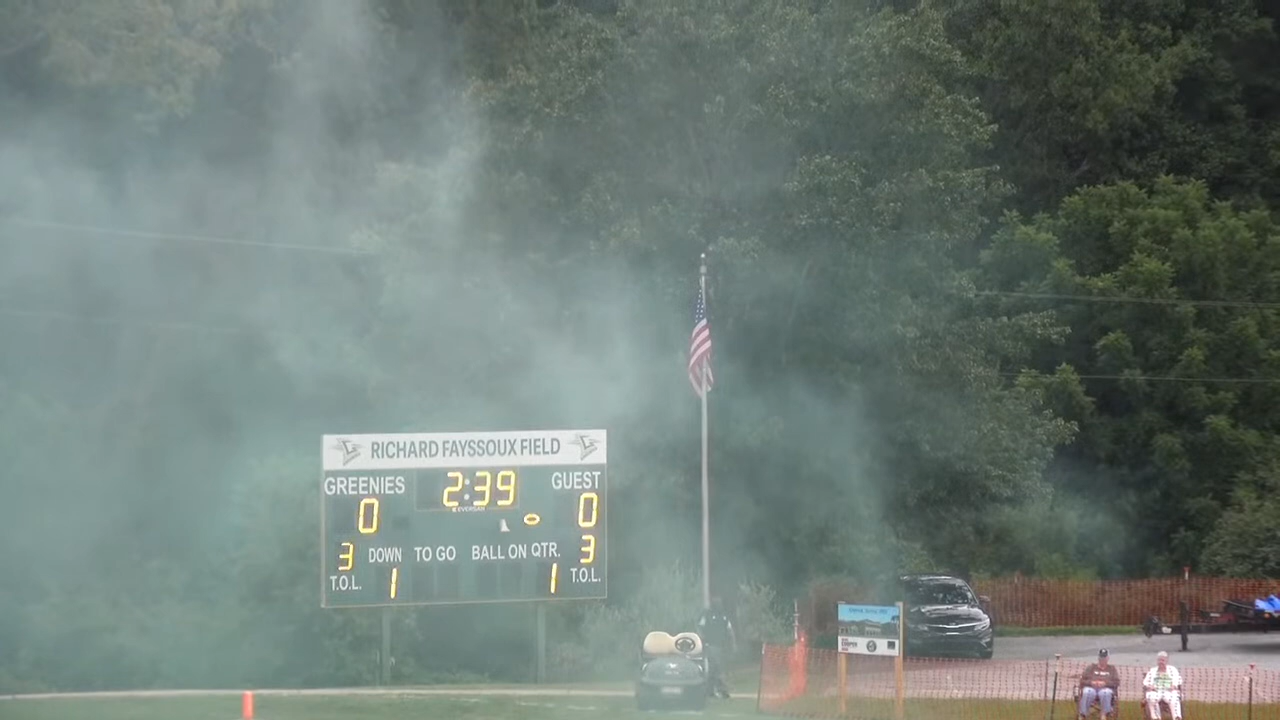 RICHARD FAYSSOUX FIELD
GREENIES 2:39 GUEST
EVERSAN
0 0
3 DOWN TO GO BALL ON QTR. 3
T.O.L. 1 1 T.O.L.